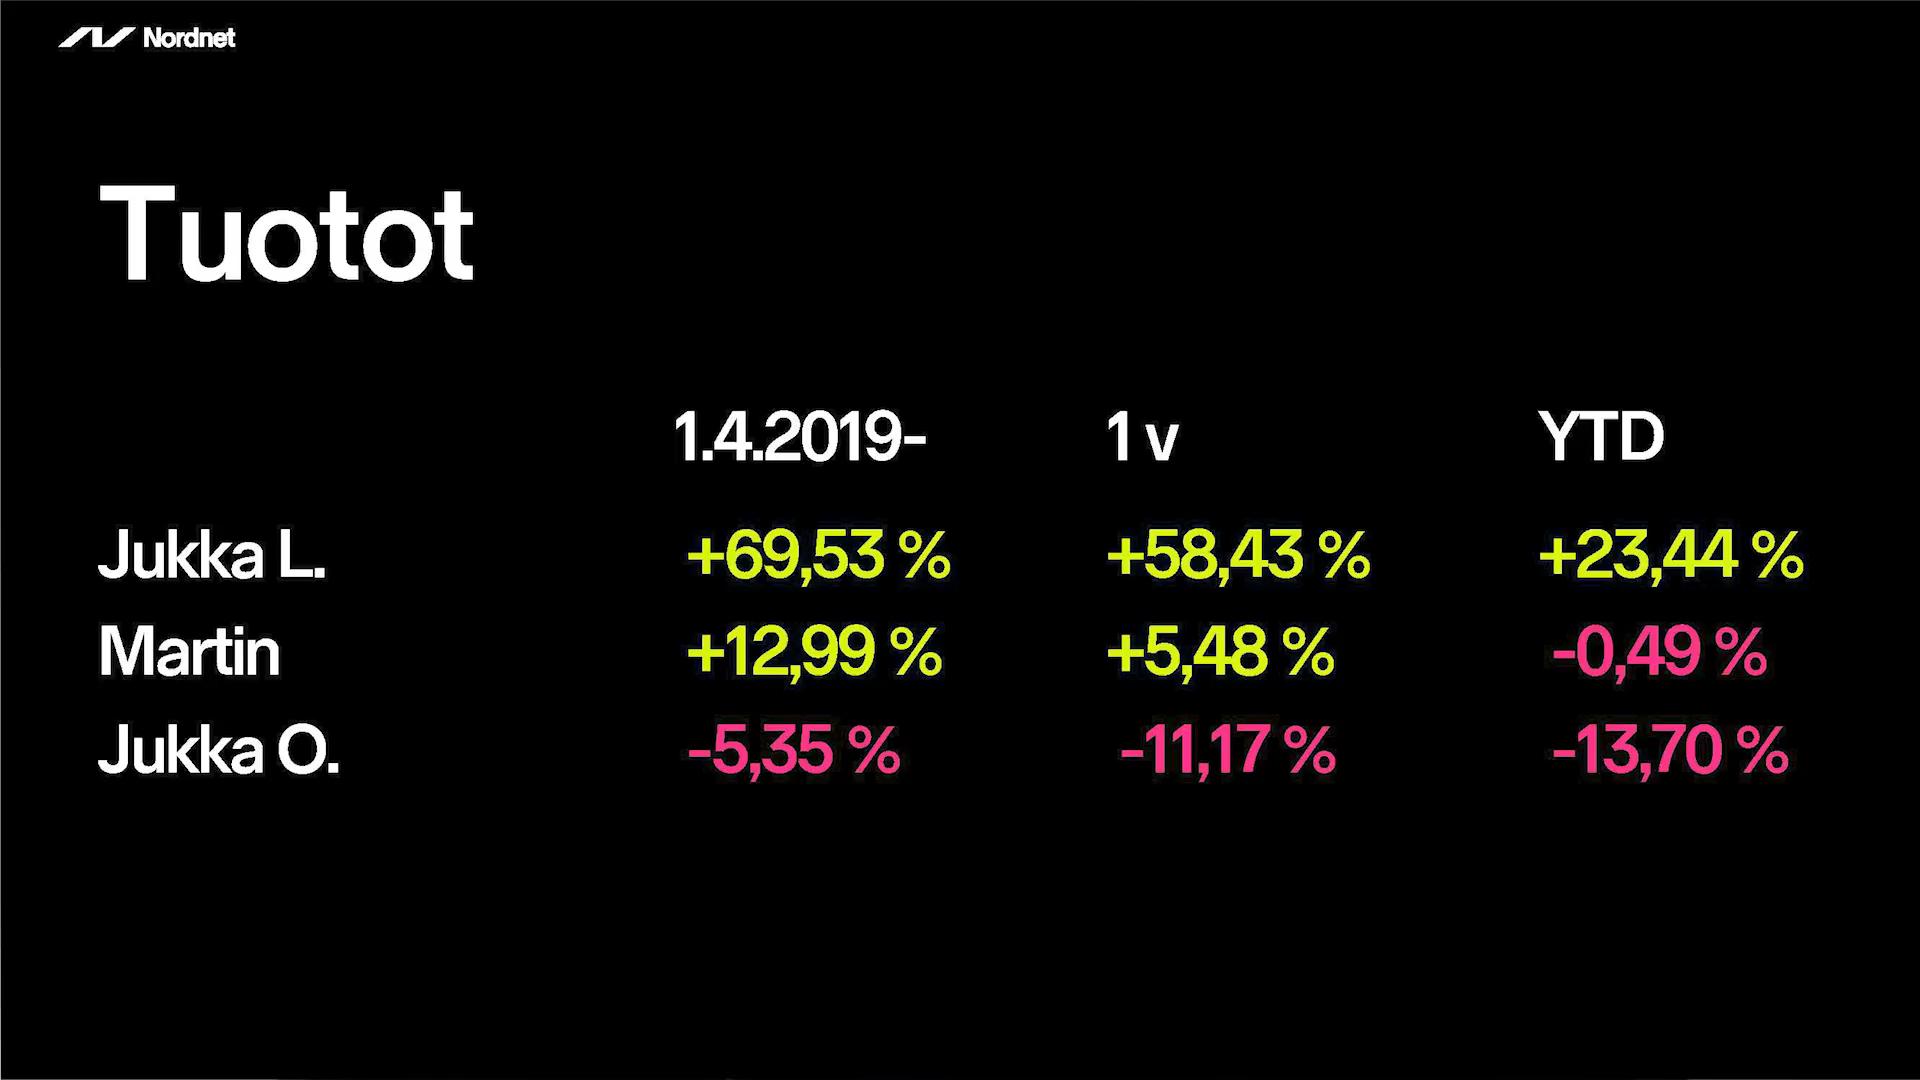 Nordnet
Tuotot
1.4.2019- 1 v YTD
Jukka L. +69,53 % +58,43 % +23,44 %
Martin +12,99 % +5,48 % -0,49 %
Jukka O. -5,35 % -11,17 % -13,70 %